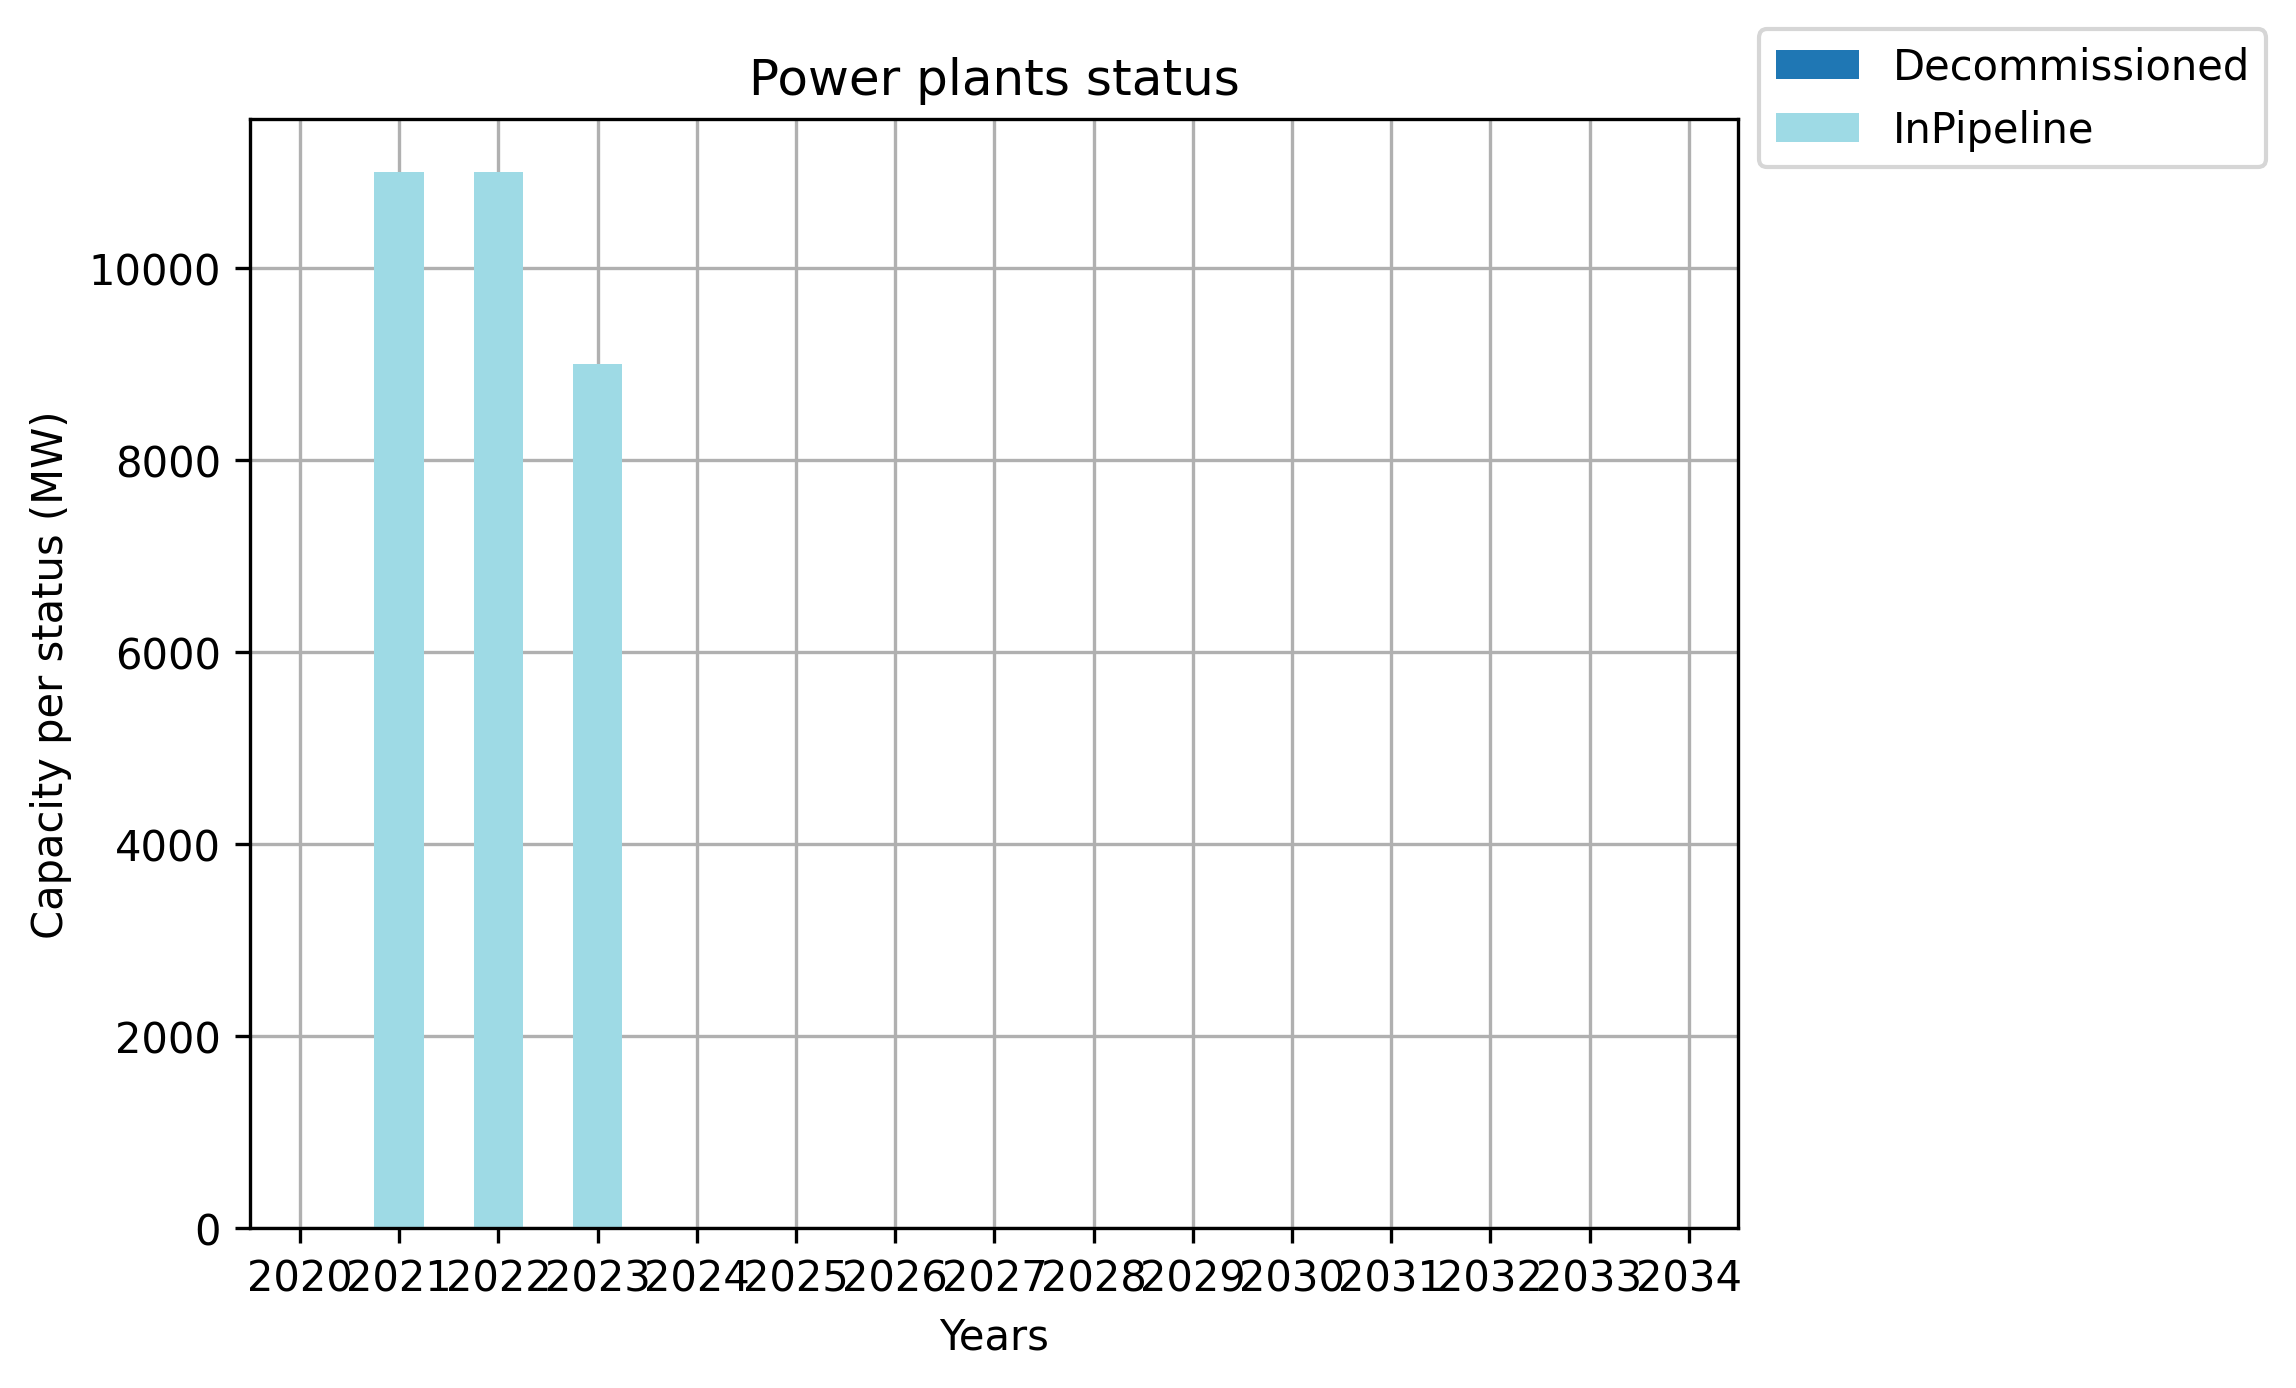 Power plants status
Decommissioned
InPipeline
Capacity per status (MW)
10000
8000
6000
4000
2000
0
2020 2021 2022 2023 2024 2025 2026 2027 2028 2029 2030 2031 2032 2033 2034
Years